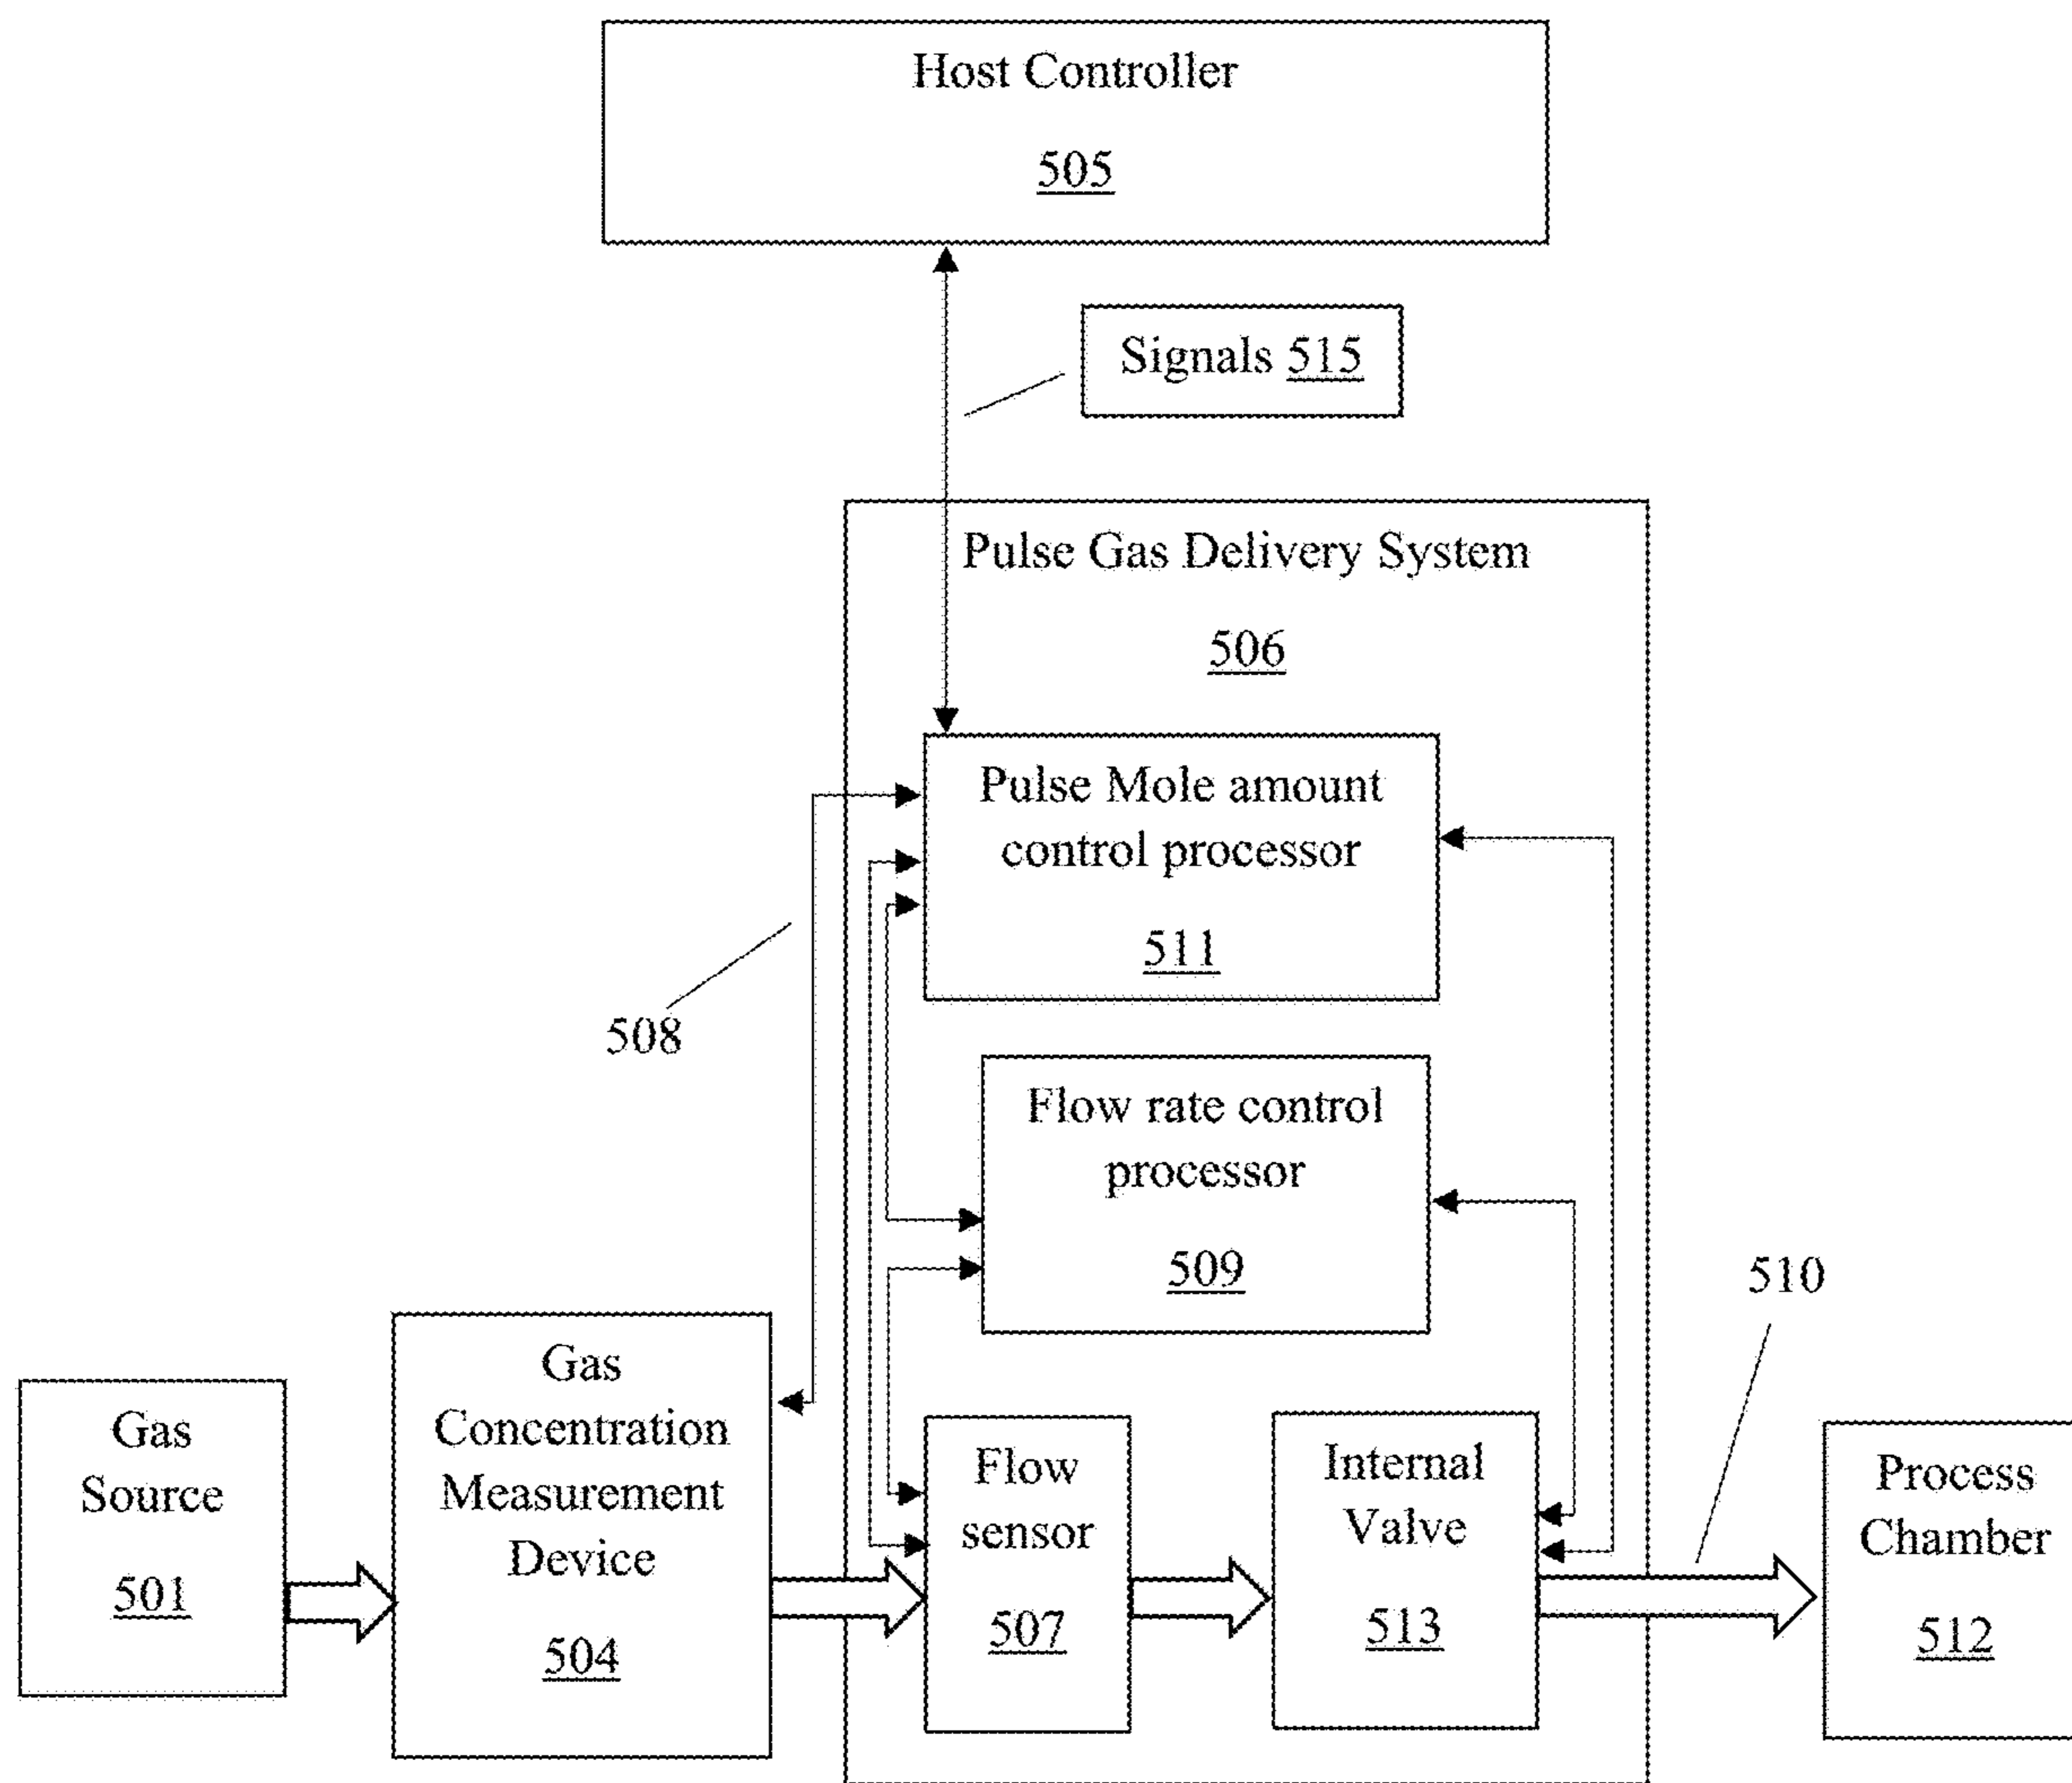 Host Controller
505
Signals 515
Pulse Gas Delivery System
506
Pulse Mole amount
control processor
511
508
Flow rate control
processor
509
510
Gas
Source
501
Gas
Concentration
Measurement
Device
504
Flow
sensor
507
Internal
Valve
513
Process
Chamber
512